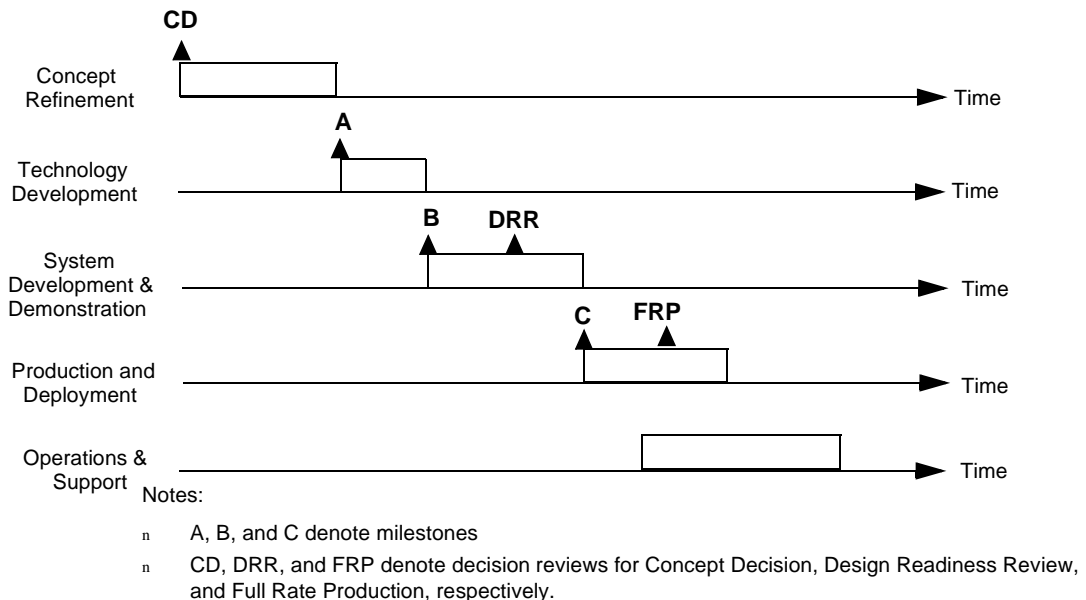 CD
Concept
Refinement
Time
A
Technology
Development
Time
B DRR
System
Development &
Demonstration
Time
C FRP
Production and
Deployment
Time
Operations &
Support
Time
Notes:
n A, B, and C denote milestones
n CD, DRR, and FRP denote decision reviews for Concept Decision, Design Readiness Review,
and Full Rate Production, respectively.